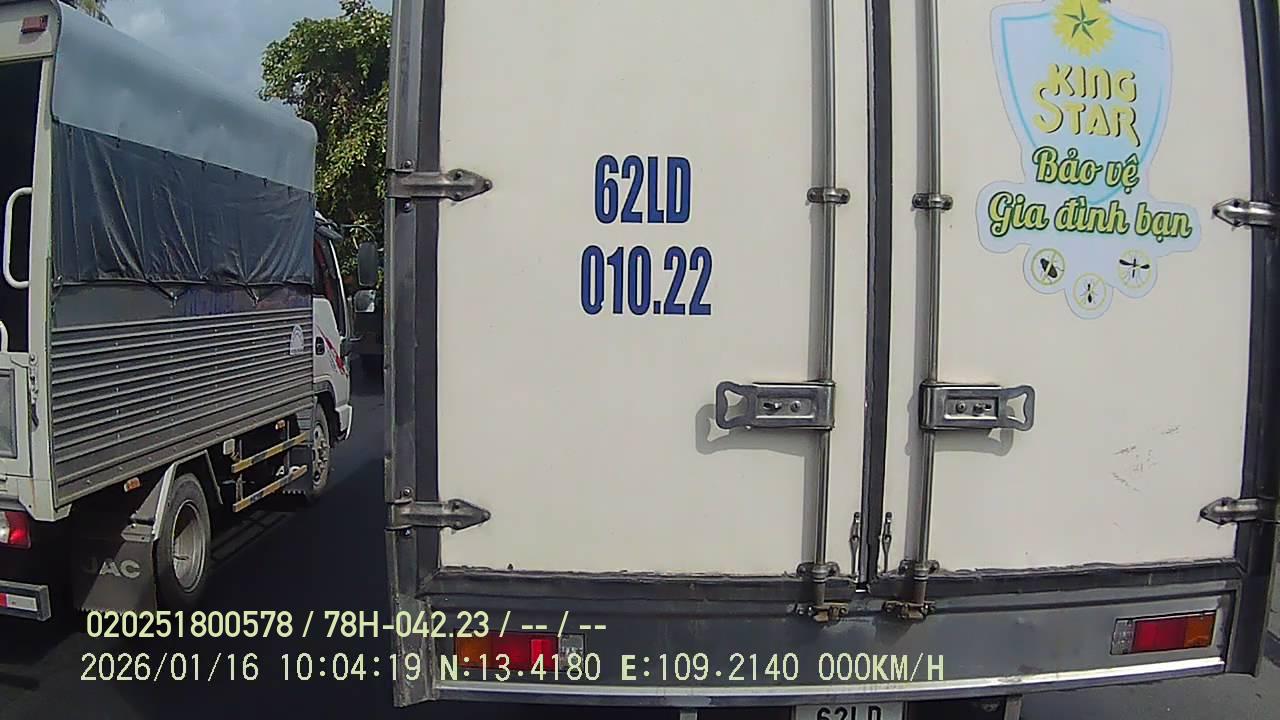 62LD
010.22
KING
STAR
Bảo vệ
Gia đình bạn
JAC
020251800578 / 78H-042.23 / -- / --
2026/01/16 10:04:19 N:13.4180 E:109.2140 000KM/H
62LD